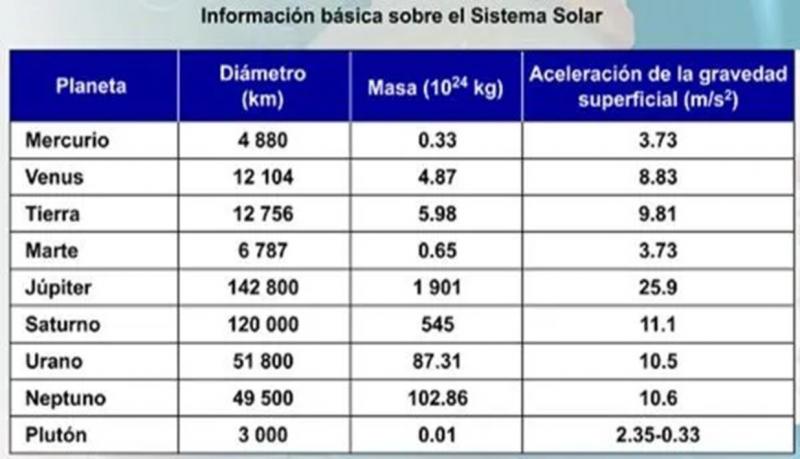 Información básica sobre el Sistema Solar
Planeta Diámetro (km) Masa (10²⁴ kg) Aceleración de la gravedad superficial (m/s²)
Mercurio 4 880 0.33 3.73
Venus 12 104 4.87 8.83
Tierra 12 756 5.98 9.81
Marte 6 787 0.65 3.73
Júpiter 142 800 1 901 25.9
Saturno 120 000 545 11.1
Urano 51 800 87.31 10.5
Neptuno 49 500 102.86 10.6
Plutón 3 000 0.01 2.35-0.33